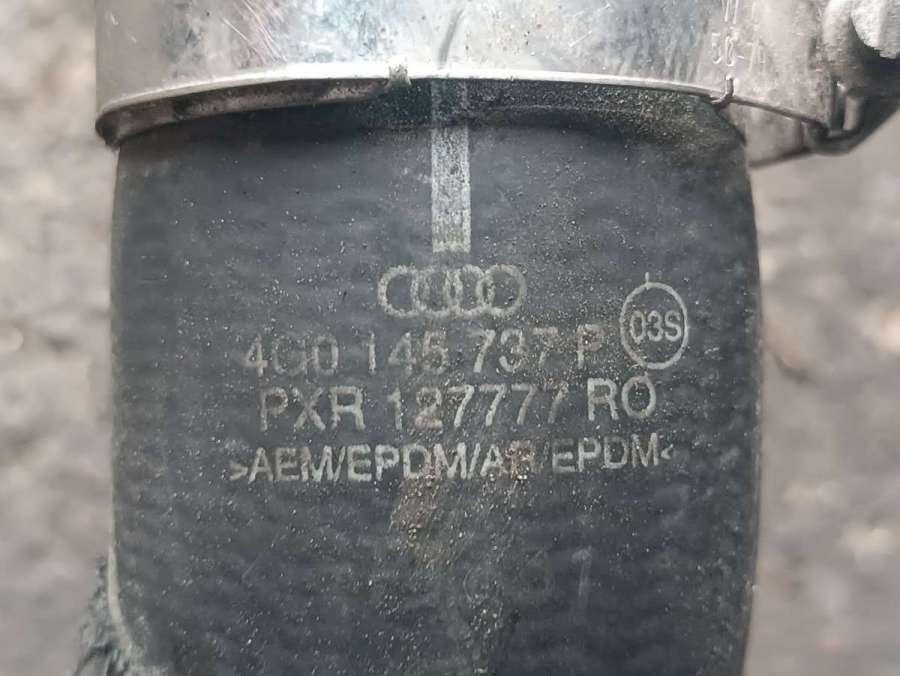 4G0 145 737 P
03S
PXR 127777 RO
>AEM/EPDM/AR/EPDM<